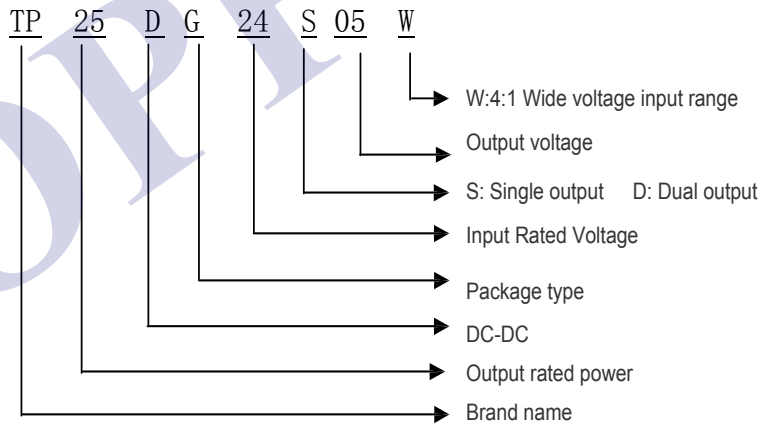 TP 25 D G 24 S 05 W
W:4:1 Wide voltage input range
Output voltage
S: Single output D: Dual output
Input Rated Voltage
Package type
DC-DC
Output rated power
Brand name